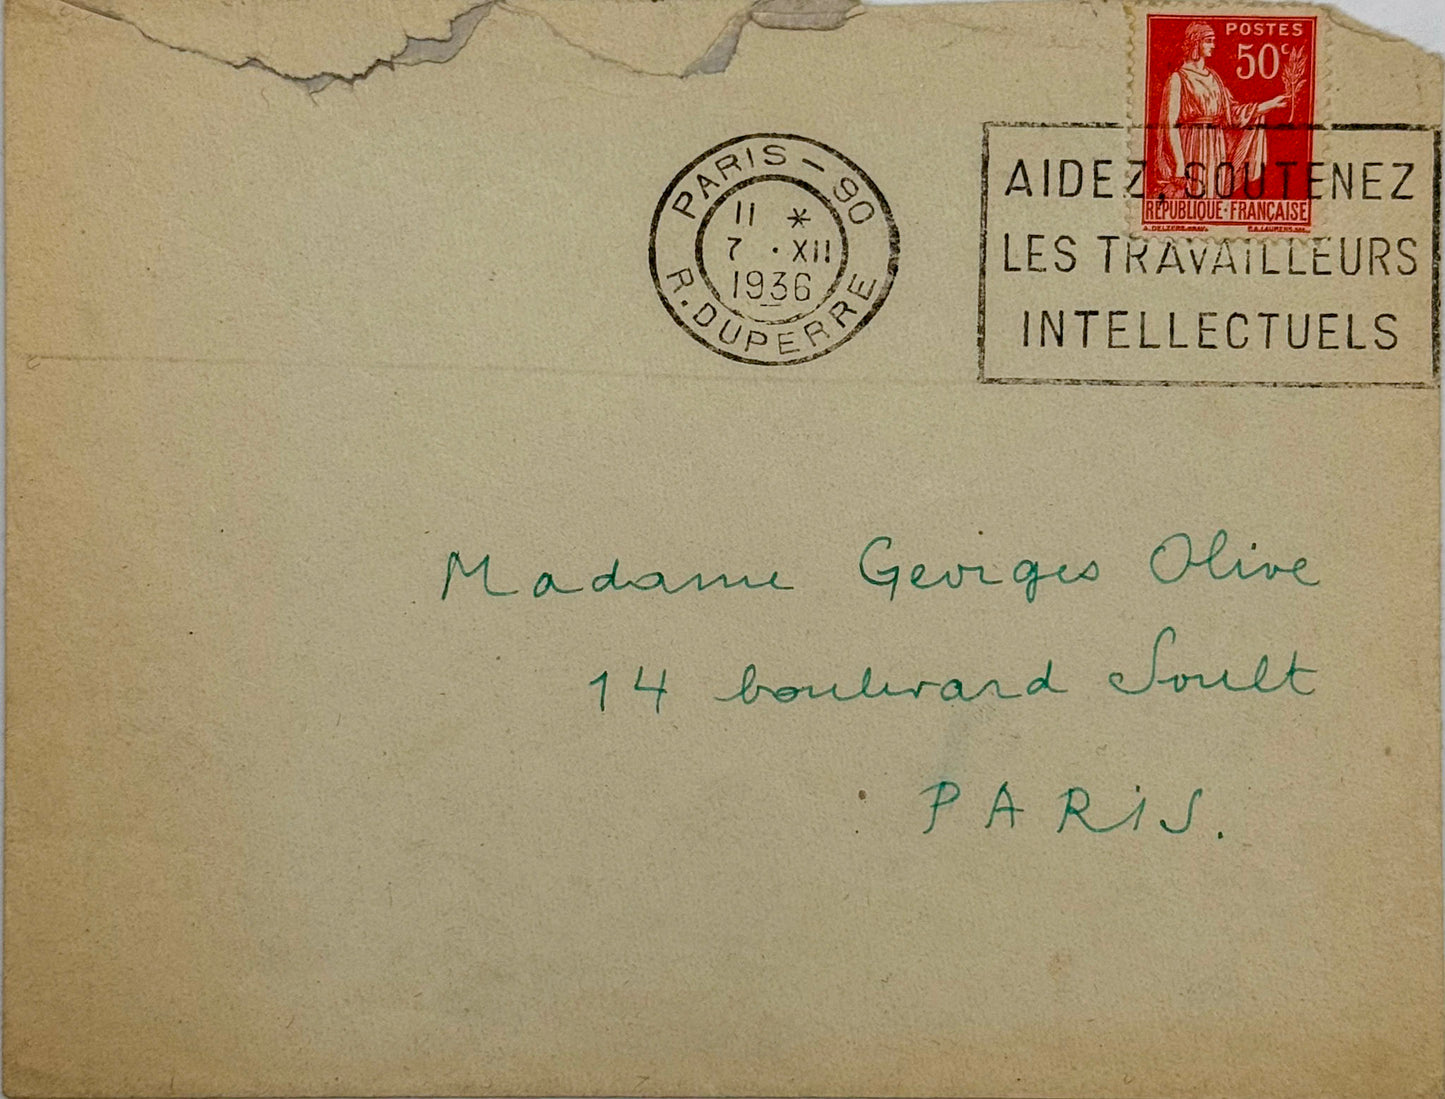 POSTES
50c
REPUBLIQUE·FRANÇAISE
PARIS – 90
11 *
7 ·XII
1936
R.DUPERRE
AIDEZ, SOUTENEZ
LES TRAVAILLEURS
INTELLECTUELS
Madame Georges Olive
14 boulevard Soult
PARIS.